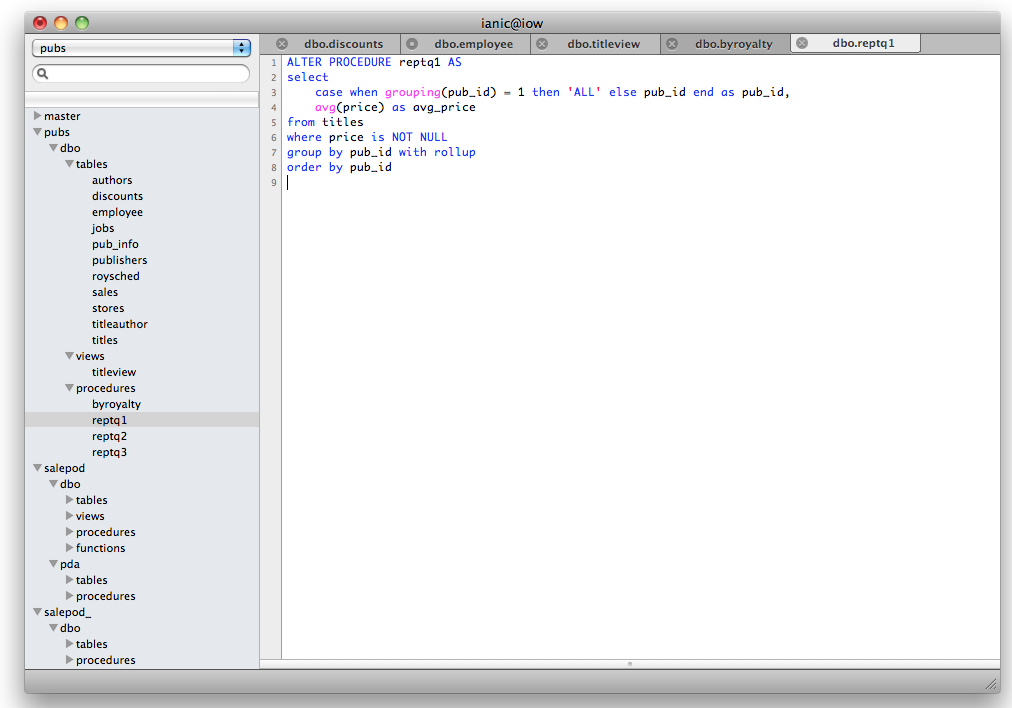 ianic@iow
pubs
dbo.discounts
dbo.employee
dbo.titleview
dbo.byroyalty
dbo.reptq1
master
pubs
dbo
tables
authors
discounts
employee
jobs
pub_info
publishers
roysched
sales
stores
titleauthor
titles
views
titleview
procedures
byroyalty
reptq1
reptq2
reptq3
salepod
dbo
tables
views
procedures
functions
pda
tables
procedures
salepod_
dbo
tables
procedures
1 ALTER PROCEDURE reptq1 AS
2 select
3 case when grouping(pub_id) = 1 then 'ALL' else pub_id end as pub_id,
4 avg(price) as avg_price
5 from titles
6 where price is NOT NULL
7 group by pub_id with rollup
8 order by pub_id
9